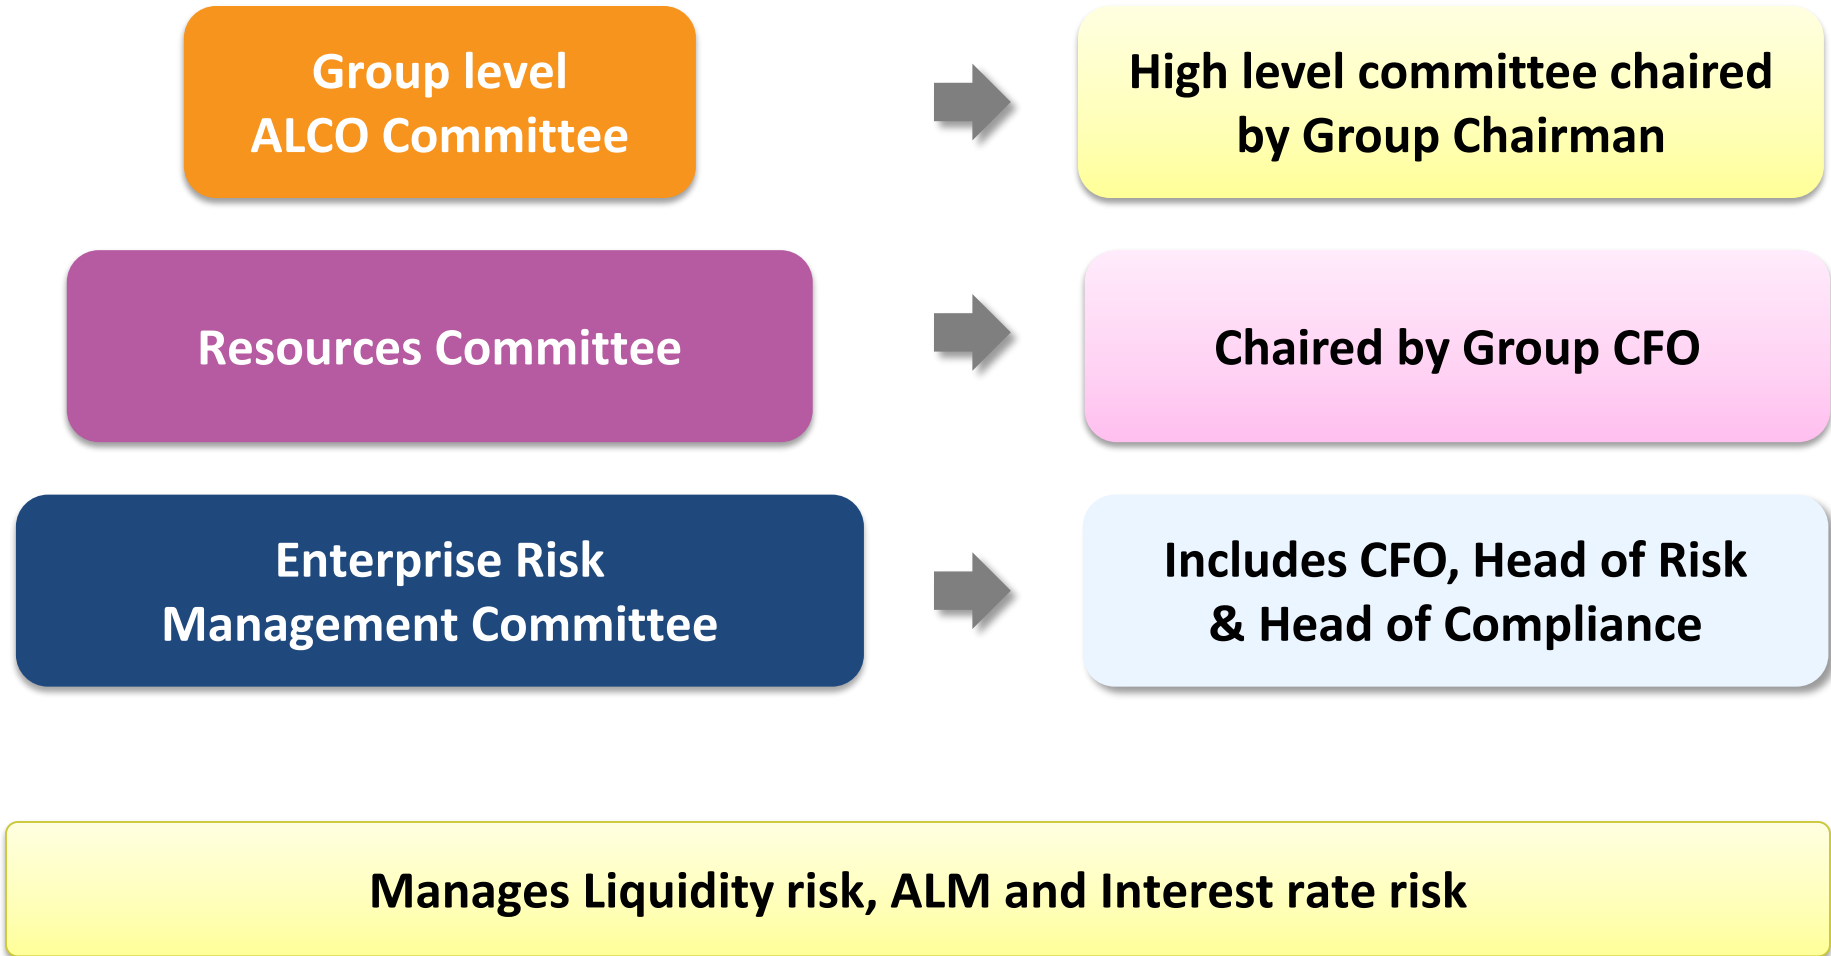 Group level
ALCO Committee
High level committee chaired
by Group Chairman
Resources Committee
Chaired by Group CFO
Enterprise Risk
Management Committee
Includes CFO, Head of Risk
& Head of Compliance
Manages Liquidity risk, ALM and Interest rate risk